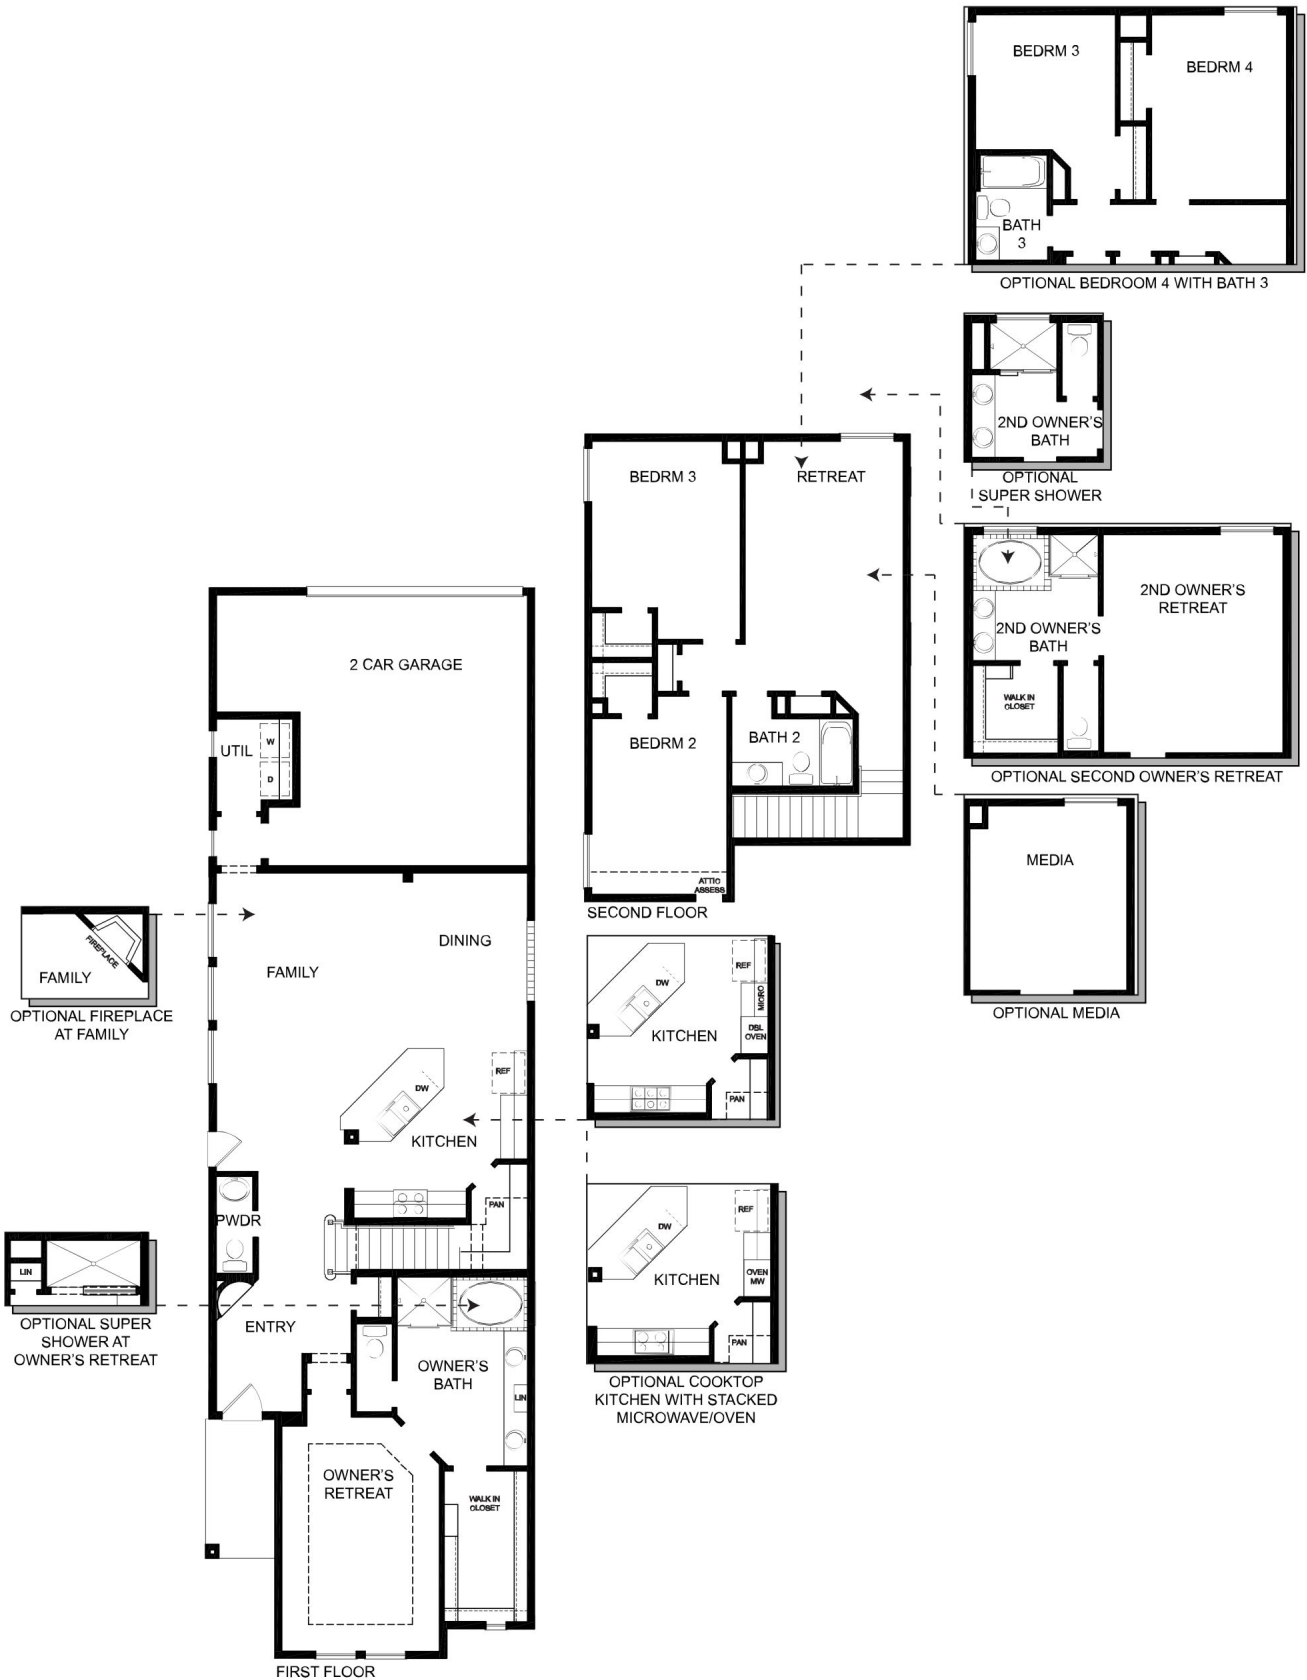 BEDRM 3
BEDRM 4
BATH
3
OPTIONAL BEDROOM 4 WITH BATH 3
2ND OWNER'S
BATH
OPTIONAL
SUPER SHOWER
BEDRM 3
RETREAT
BEDRM 2
BATH 2
ATTIC
ASSESS
SECOND FLOOR
2ND OWNER'S
RETREAT
2ND OWNER'S
BATH
WALK IN
CLOSET
OPTIONAL SECOND OWNER'S RETREAT
MEDIA
OPTIONAL MEDIA
2 CAR GARAGE
UTIL
W
D
DINING
FAMILY
REF
DW
KITCHEN
PAN
PWDR
ENTRY
OWNER'S
BATH
LIN
OWNER'S
RETREAT
WALK IN
CLOSET
FIRST FLOOR
FIREPLACE
FAMILY
OPTIONAL FIREPLACE
AT FAMILY
LIN
OPTIONAL SUPER
SHOWER AT
OWNER'S RETREAT
REF
DW
MICRO
DBL
OVEN
KITCHEN
PAN
REF
DW
OVEN
MW
KITCHEN
PAN
OPTIONAL COOKTOP
KITCHEN WITH STACKED
MICROWAVE/OVEN